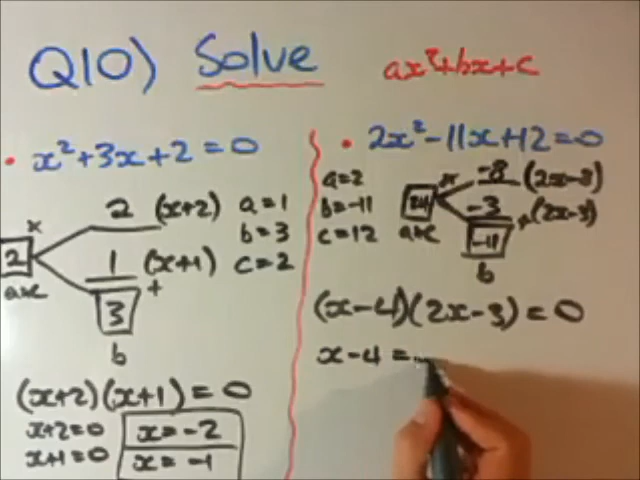 Q10) Solve
ax²+bx+c
• x²+3x+2=0
x
2 (x+2) a=1
2
b=3
1 (x+1) c=2
axc
+
3
b
(x+2)(x+1)=0
x+2=0 x=-2
x+1=0 x=-1
• 2x²-11x+12=0
a=2
x -8 (2x-8)
b=-11 24
-3 (2x-3)
c=12 axc
+
-11
b
(x-4)(2x-3)=0
x-4=